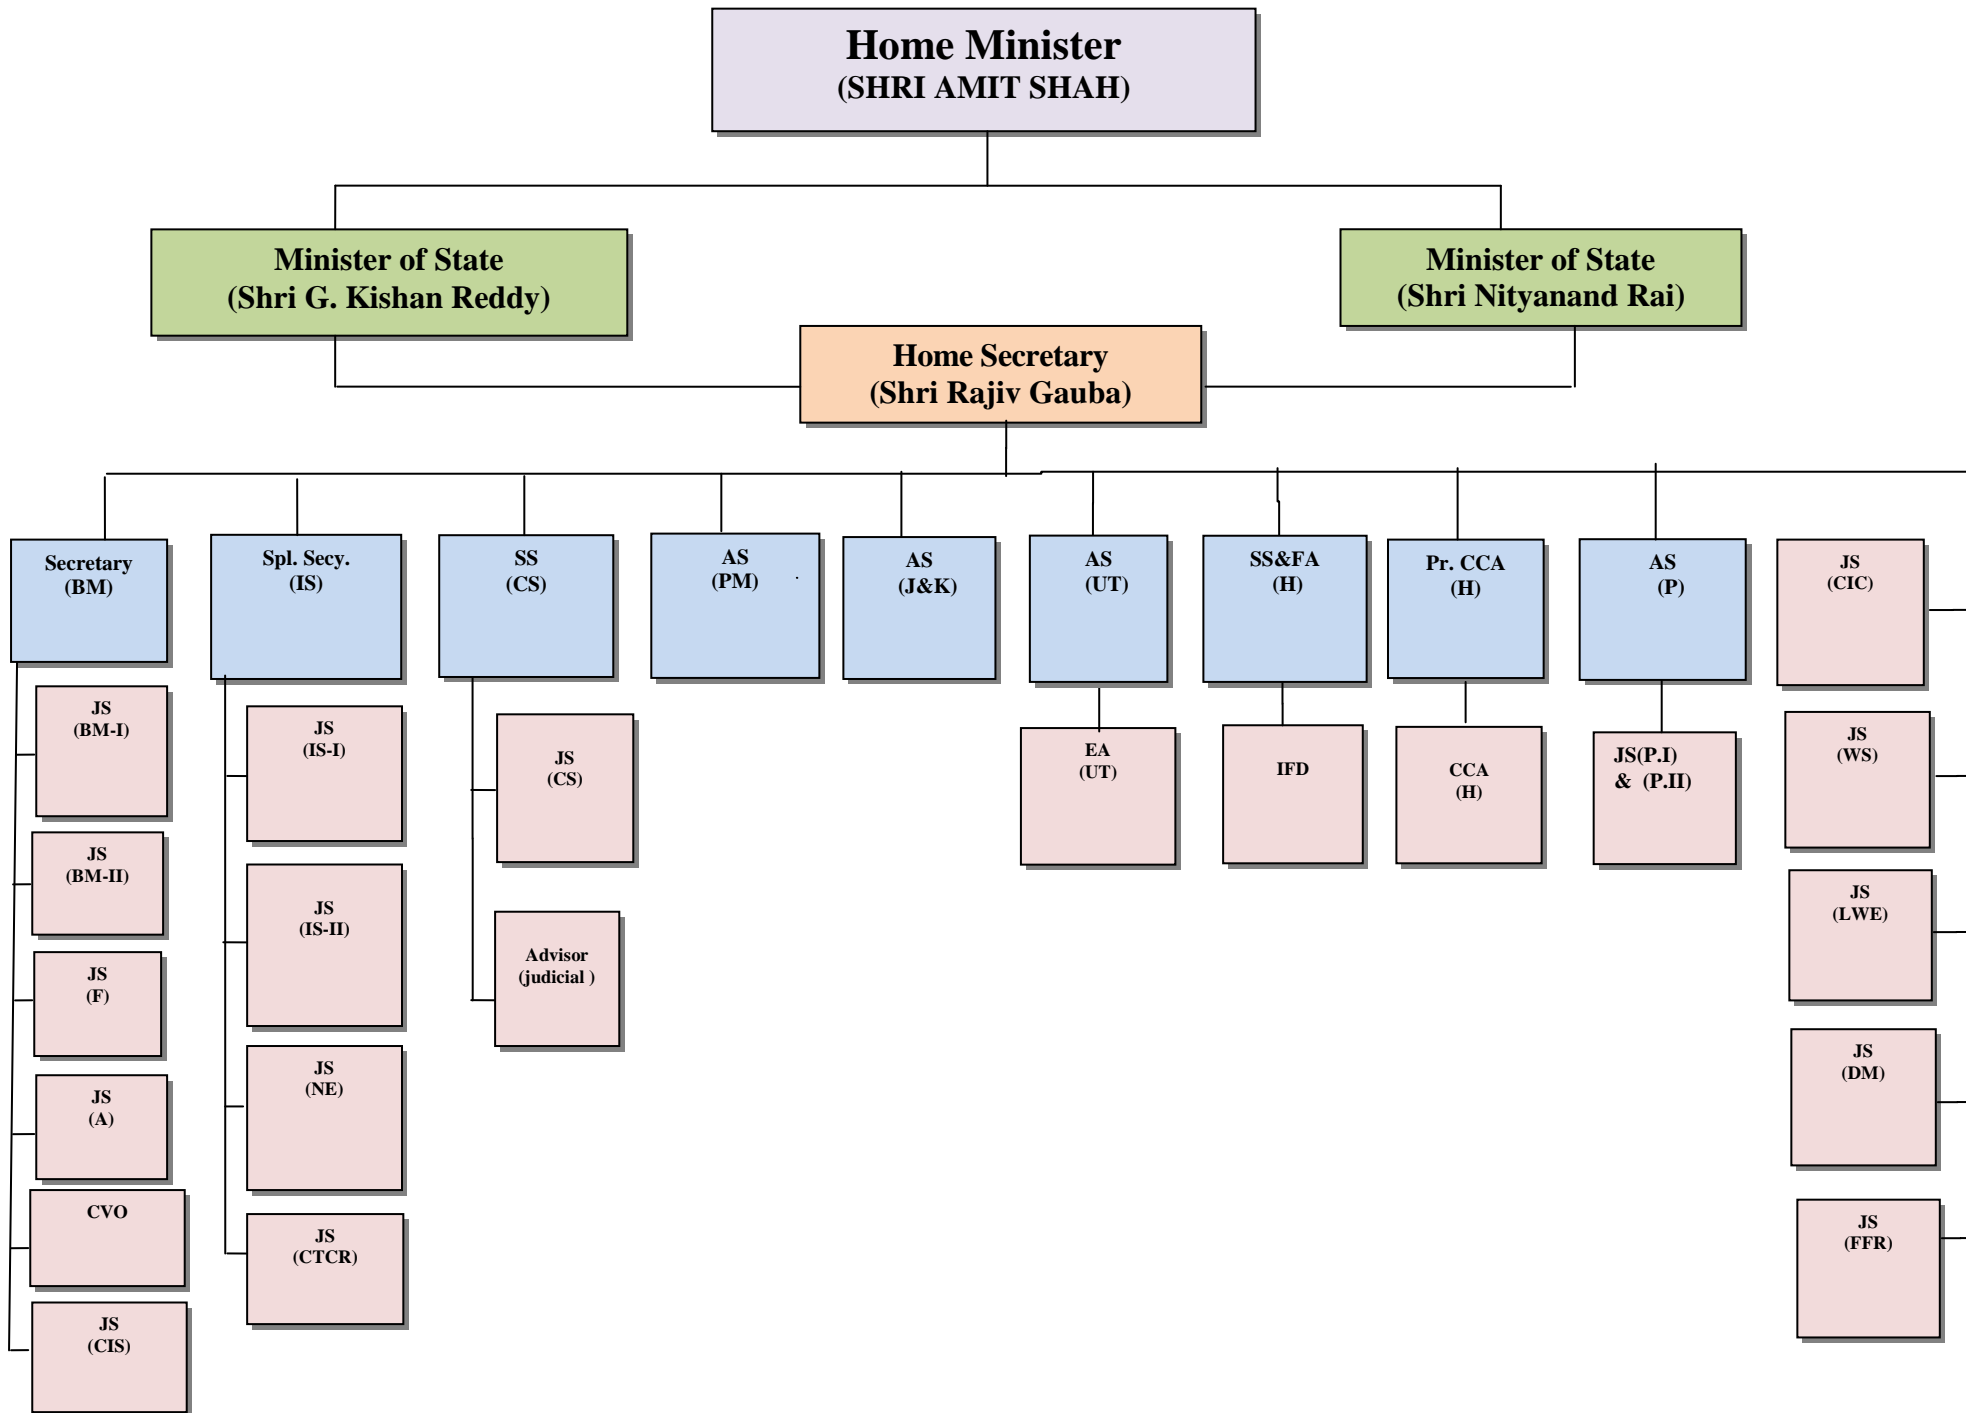 Home Minister
(SHRI AMIT SHAH)
Minister of State
(Shri G. Kishan Reddy)
Minister of State
(Shri Nityanand Rai)
Home Secretary
(Shri Rajiv Gauba)
Secretary
(BM)
Spl. Secy.
(IS)
SS
(CS)
AS
(PM)
AS
(J&K)
AS
(UT)
SS&FA
(H)
Pr. CCA
(H)
AS
(P)
JS
(CIC)
JS
(BM-I)
JS
(BM-II)
JS
(F)
JS
(A)
CVO
JS
(CIS)
JS
(IS-I)
JS
(IS-II)
JS
(NE)
JS
(CTCR)
JS
(CS)
Advisor
(judicial )
EA
(UT)
IFD
CCA
(H)
JS(P.I)
& (P.II)
JS
(WS)
JS
(LWE)
JS
(DM)
JS
(FFR)